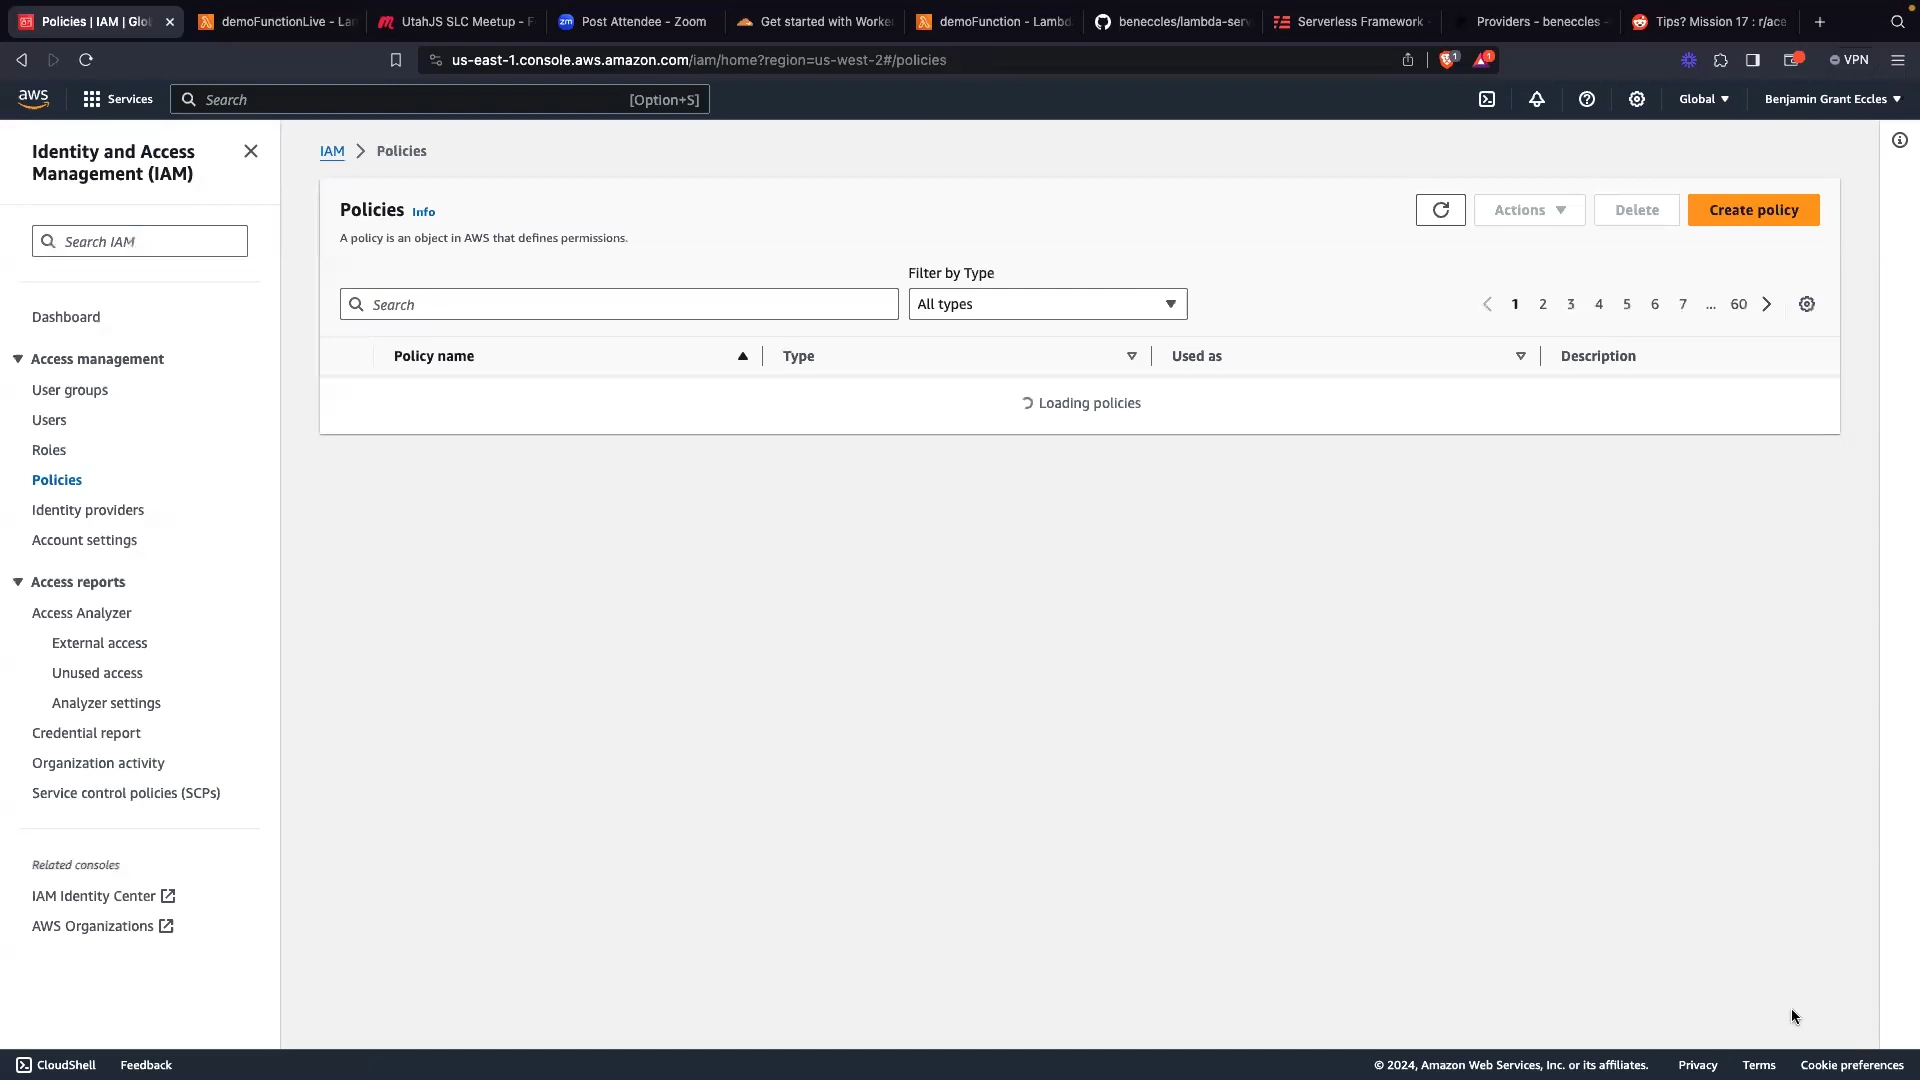 Policies | IAM | Glo
demoFunctionLive - La
UtahJS SLC Meetup - F
zm Post Attendee - Zoom
Get started with Worke
demoFunction - Lambd
beneccles/lambda-serv
Serverless Framework
Providers - beneccles -
Tips? Mission 17 : r/ace
us-east-1.console.aws.amazon.com/iam/home?region=us-west-2#/policies
1
1
VPN
aws
Services
Search
[Option+S]
Global
Benjamin Grant Eccles
Identity and Access
Management (IAM)
Search IAM
Dashboard
Access management
User groups
Users
Roles
Policies
Identity providers
Account settings
Access reports
Access Analyzer
External access
Unused access
Analyzer settings
Credential report
Organization activity
Service control policies (SCPs)
Related consoles
IAM Identity Center
AWS Organizations
IAM > Policies
Policies Info
A policy is an object in AWS that defines permissions.
Actions
Delete
Create policy
Filter by Type
Search
All types
1 2 3 4 5 6 7 ... 60
Policy name
Type
Used as
Description
Loading policies
CloudShell
Feedback
© 2024, Amazon Web Services, Inc. or its affiliates.
Privacy
Terms
Cookie preferences